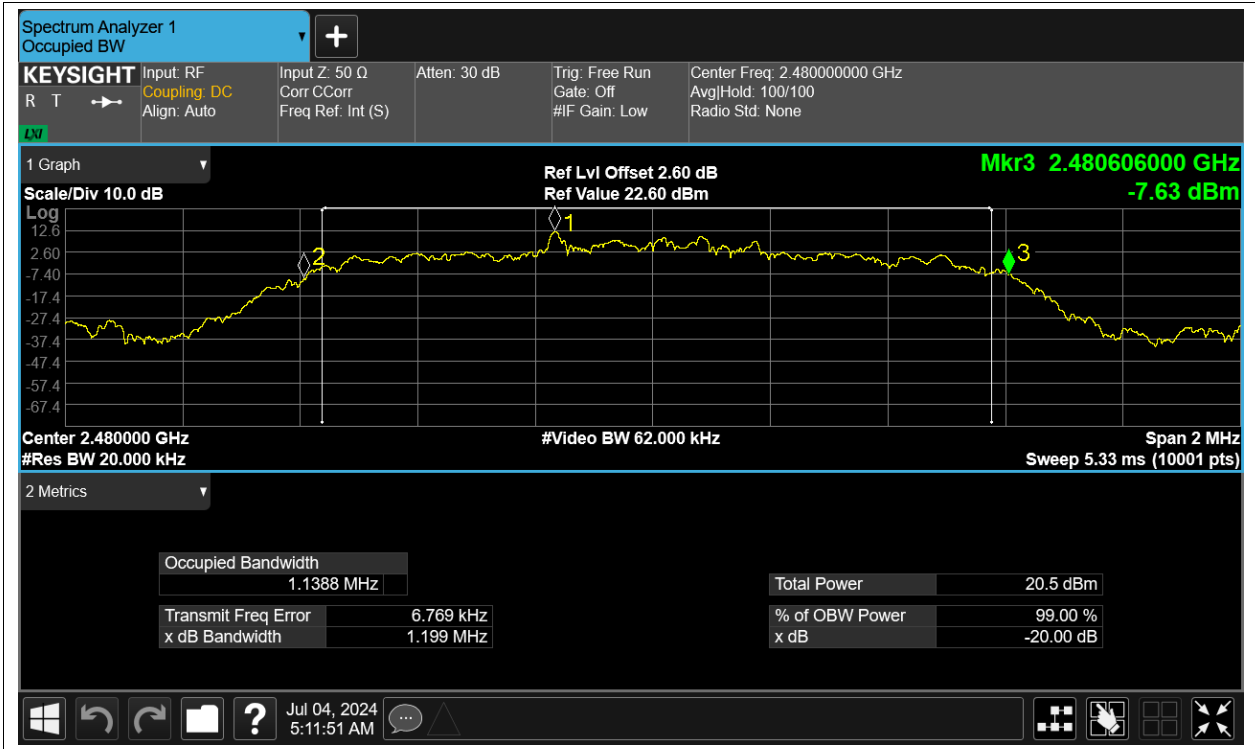 Spectrum Analyzer 1
Occupied BW
KEYSIGHT
R T
LXI
Input: RF
Coupling: DC
Align: Auto
Input Z: 50 Ω
Corr CCorr
Freq Ref: Int (S)
Atten: 30 dB
Trig: Free Run
Gate: Off
#IF Gain: Low
Center Freq: 2.480000000 GHz
Avg|Hold: 100/100
Radio Std: None
1 Graph
Scale/Div 10.0 dB
Ref Lvl Offset 2.60 dB
Ref Value 22.60 dBm
Mkr3 2.480606000 GHz
-7.63 dBm
Log
12.6
2.60
-7.40
-17.4
-27.4
-37.4
-47.4
-57.4
-67.4
1
2
3
Center 2.480000 GHz
#Res BW 20.000 kHz
#Video BW 62.000 kHz
Span 2 MHz
Sweep 5.33 ms (10001 pts)
2 Metrics
Occupied Bandwidth
1.1388 MHz
Transmit Freq Error 6.769 kHz
x dB Bandwidth 1.199 MHz
Total Power 20.5 dBm
% of OBW Power 99.00 %
x dB -20.00 dB
?
Jul 04, 2024
5:11:51 AM